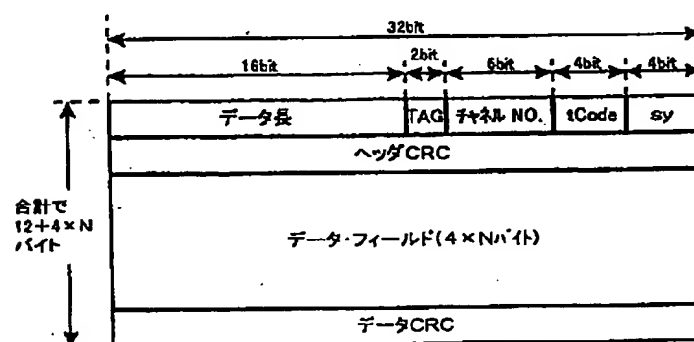 32bit
16bit
2bit
6bit
4bit
4bit
データ長
TAG
チャネル NO.
tCode
sy
ヘッダCRC
合計で
12+4×N
バイト
データ・フィールド(4×Nバイト)
データCRC